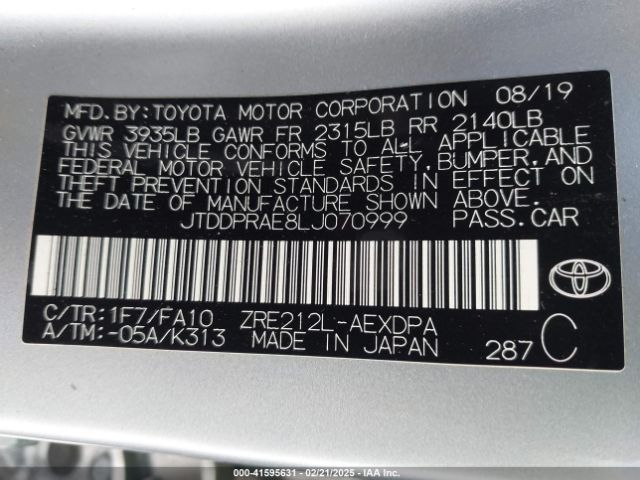 MFD.BY:TOYOTA MOTOR CORPORATION 08/19
GVWR 3935LB GAWR FR 2315LB RR 2140LB
THIS VEHICLE CONFORMS TO ALL APPLICABLE
FEDERAL MOTOR VEHICLE SAFETY,BUMPER,AND
THEFT PREVENTION STANDARDS IN EFFECT ON
THE DATE OF MANUFACTURE SHOWN ABOVE.
JTDDPRAE8LJ070999 PASS.CAR
C/TR:1F7/FA10 ZRE212L-AEXDPA
A/TM:-05A/K313 MADE IN JAPAN 287 C
TOYOTA
000-41595631 - 02/21/2025 - IAAI.COM